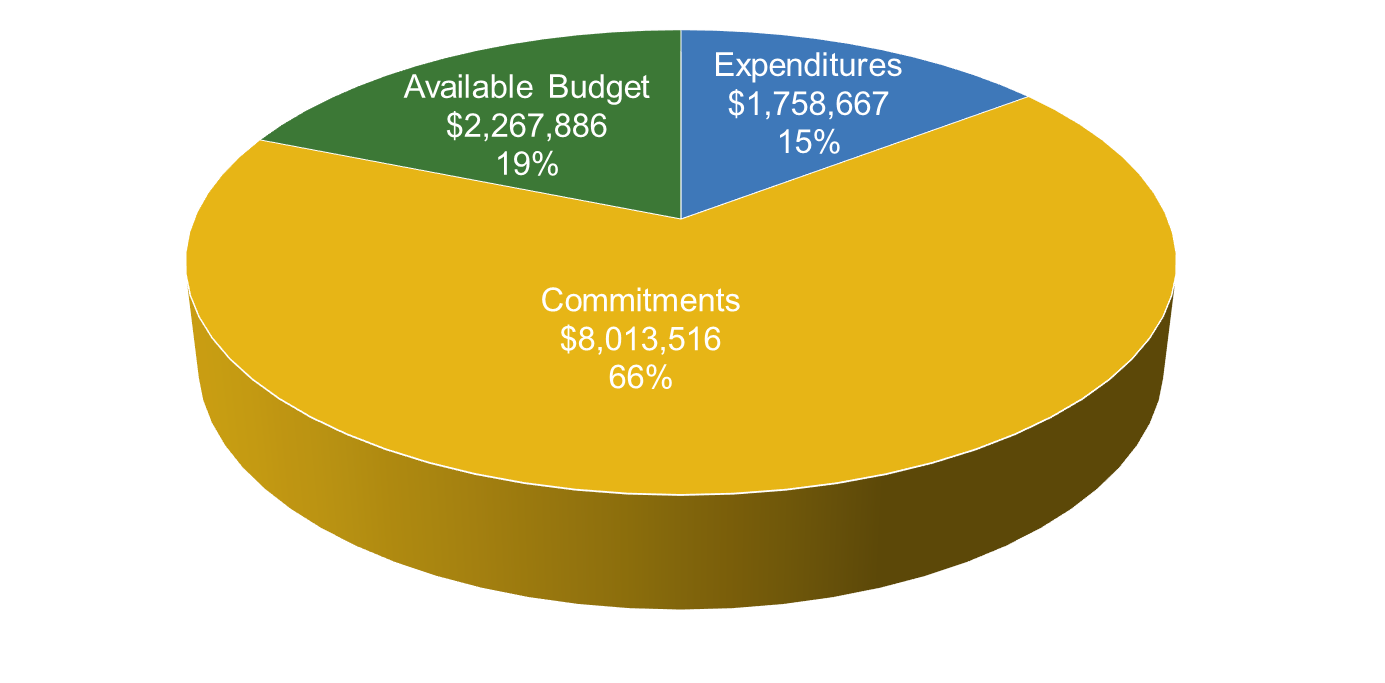 Available Budget
$2,267,886
19%
Expenditures
$1,758,667
15%
Commitments
$8,013,516
66%